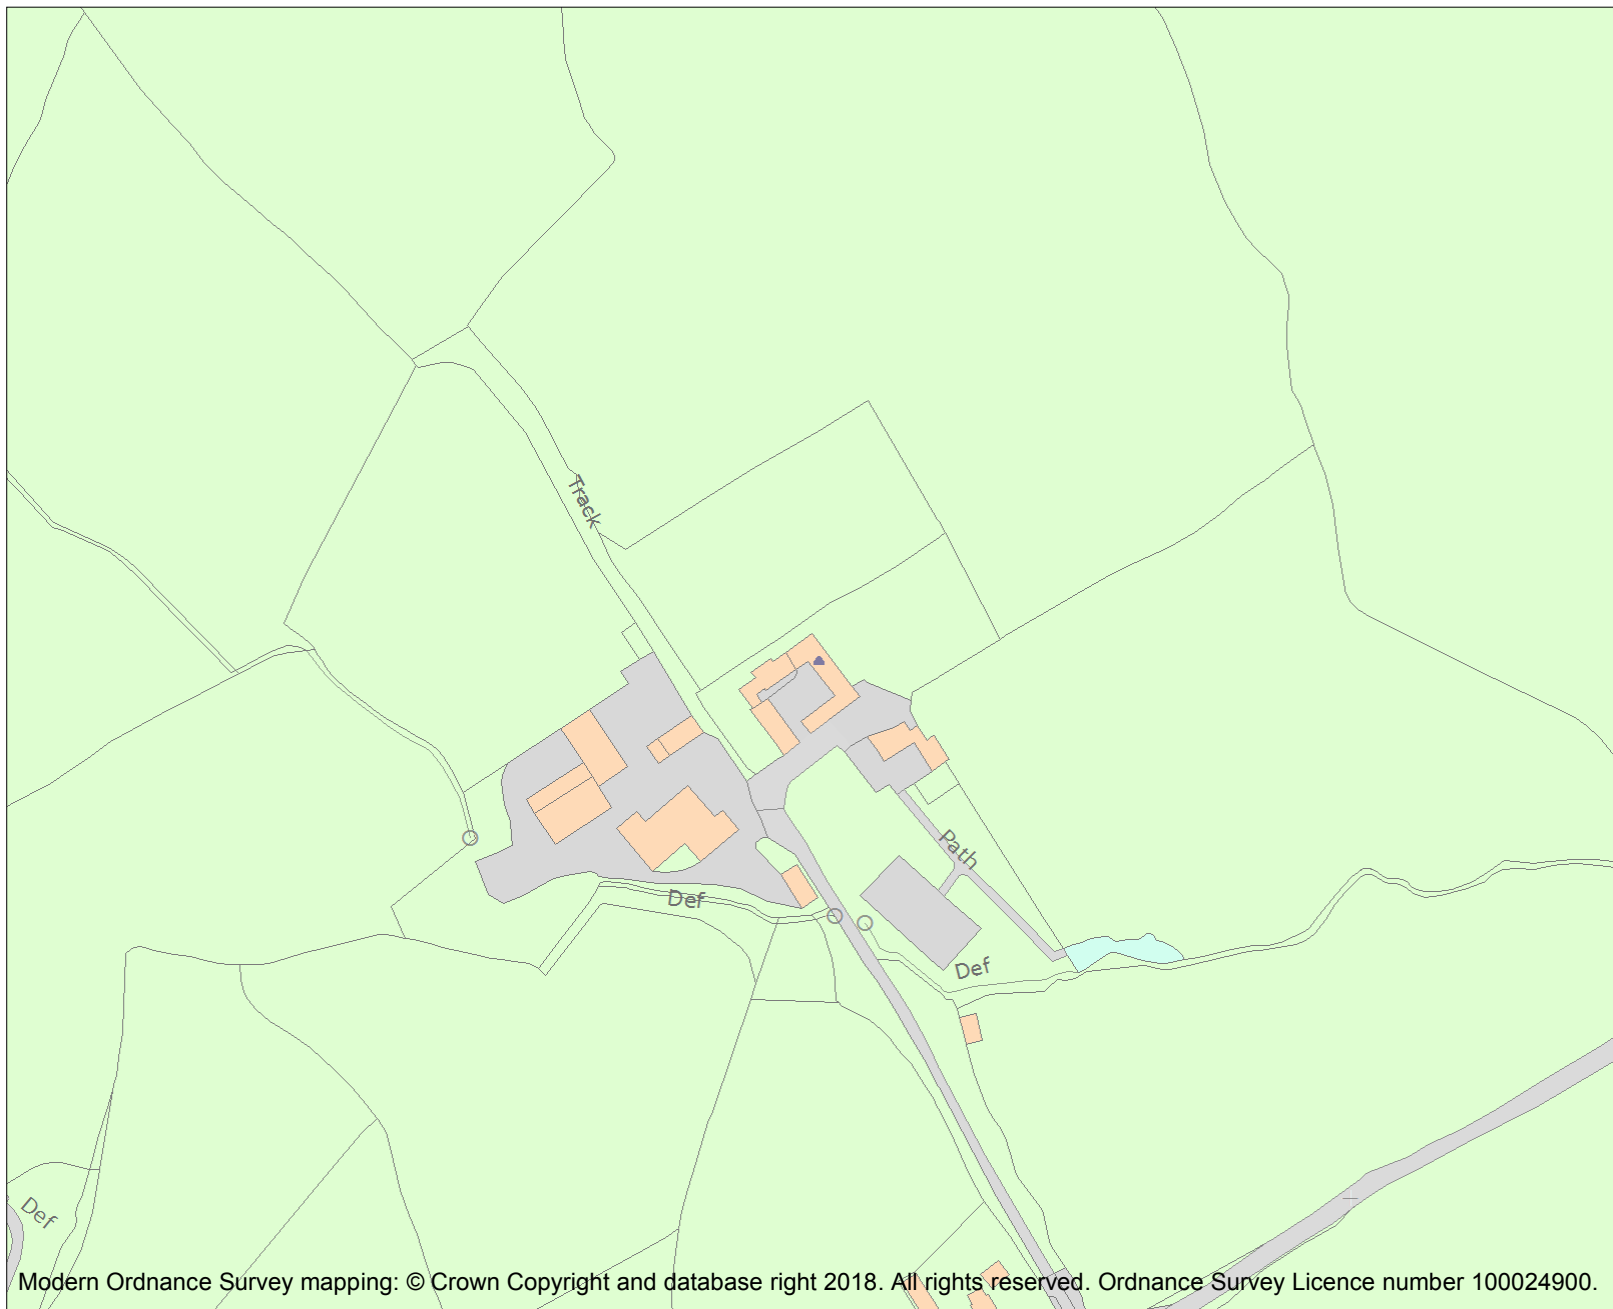 Track
Path
Def
Def
Def
Modern Ordnance Survey mapping: © Crown Copyright and database right 2018. All rights reserved. Ordnance Survey Licence number 100024900.